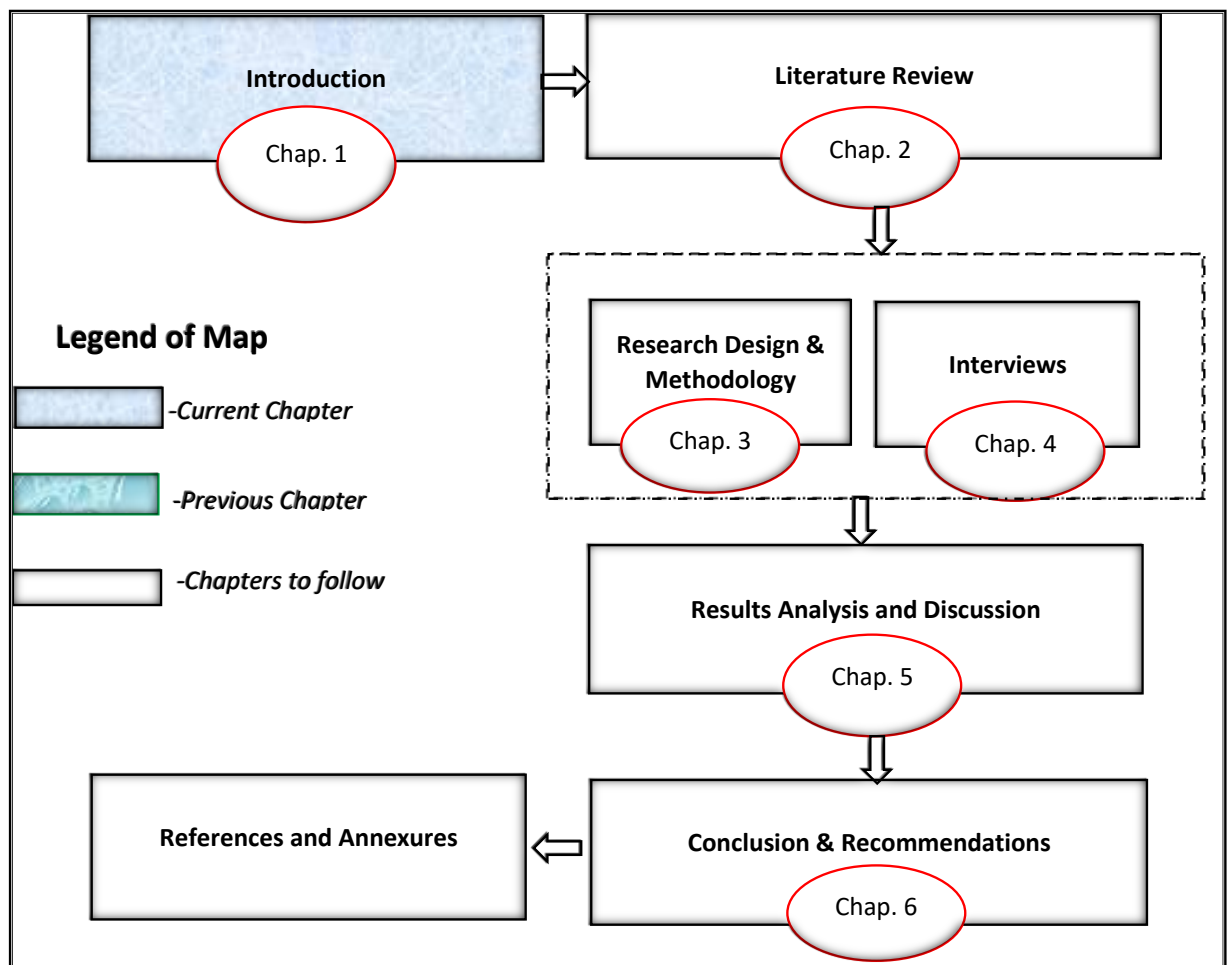 Introduction
Chap. 1
Literature Review
Chap. 2
Legend of Map
-Current Chapter
-Previous Chapter
-Chapters to follow
Research Design &
Methodology
Chap. 3
Interviews
Chap. 4
Results Analysis and Discussion
Chap. 5
Conclusion & Recommendations
Chap. 6
References and Annexures